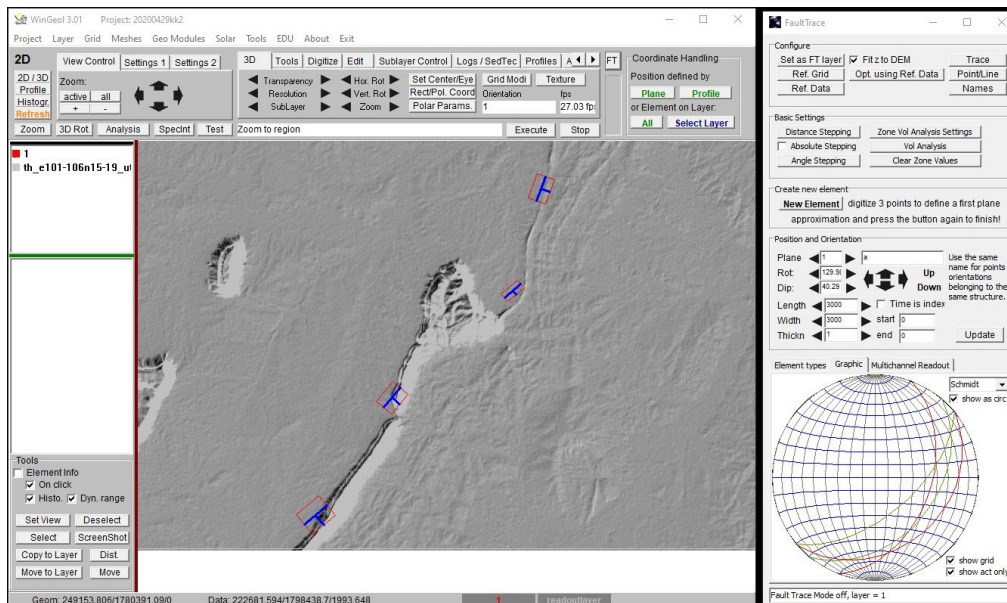 WinGeol 3.01 Project: 20200429kk2
Project Layer Grid Meshes Geo Modules Solar Tools EDU About Exit
2D
2D / 3D
Profile
Histogr.
Refresh
View Control Settings 1 Settings 2
Zoom:
active all
+ -
Zoom 3D Rot. Analysis SpecInt Test
3D Tools Digitize Edit Sublayer Control Logs / SedTec Profiles
Transparency Hor. Rot Set Center/Eye Grid Modi Texture
Resolution Vert. Rot Rect/Pol. Coord Orientation fps
SubLayer Zoom Polar Params. 1 27.03 fp
Zoom to region Execute Stop
FT
Coordinate Handling
Position defined by
Plane Profile
or Element on Layer:
All Select Layer
1
th_e101-106n15-19_ut
Tools
Element Info
On click
Histo. Dyn. range
Set View Deselect
Select ScreenShot
Copy to Layer Dist.
Move to Layer Move
Geom: 249153.806/1780391.09/0 Data: 222681.594/1798438.7/1993.648 1 readoutlayer
FaultTrace
Configure
Set as FT layer Fit z to DEM Trace
Ref. Grid Opt. using Ref. Data Point/Line
Ref. Data Names
Basic Settings
Distance Stepping Zone Vol Analysis Settings
Absolute Stepping Vol Analysis
Angle Stepping Clear Zone Values
Create new element
New Element digitize 3 points to define a first plane
approximation and press the button again to finish!
Position and Orientation
Plane 1 a Use the same
name for points
orientations
belonging to the
same structure.
Rot: 129.9 Up
Dip: 40.29 Down
Length 3000 Time is index
Width 3000 start 0
Thickn 1 end 0 Update
Element types Graphic Multichannel Readout
Schmidt
show as circ.
show grid
show act only
Fault Trace Mode off, layer = 1